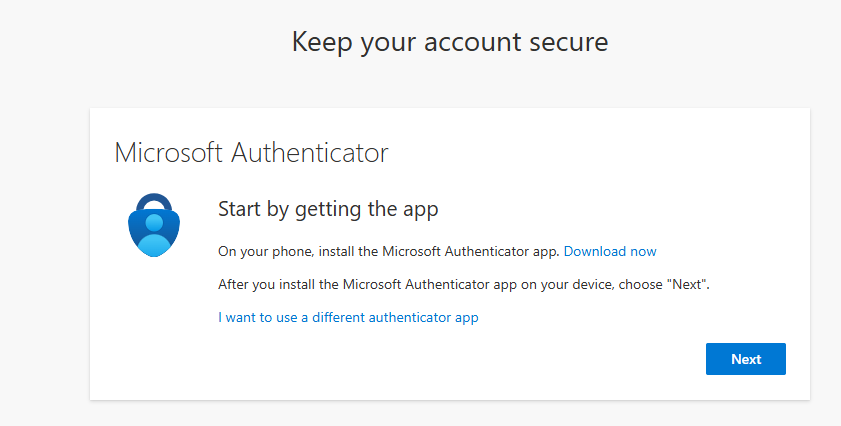 Keep your account secure
Microsoft Authenticator
Start by getting the app
On your phone, install the Microsoft Authenticator app. Download now
After you install the Microsoft Authenticator app on your device, choose "Next".
I want to use a different authenticator app
Next